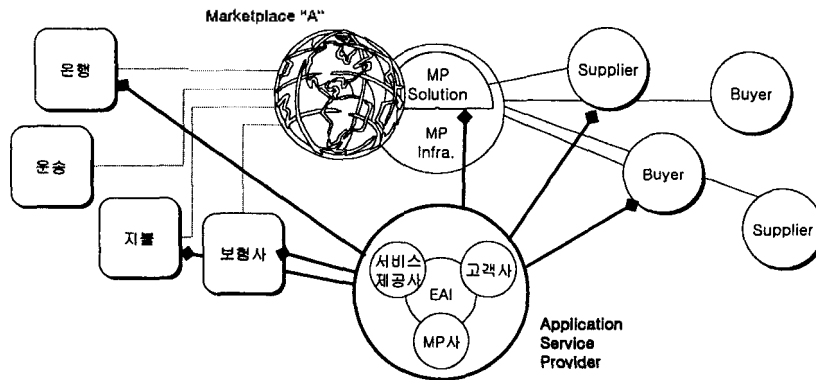 Marketplace "A"
운행
운송
지불
보험사
MP
Solution
MP
Infra.
Supplier
Buyer
Buyer
Supplier
서비스
제공사
고객사
EAI
MP사
Application
Service
Provider